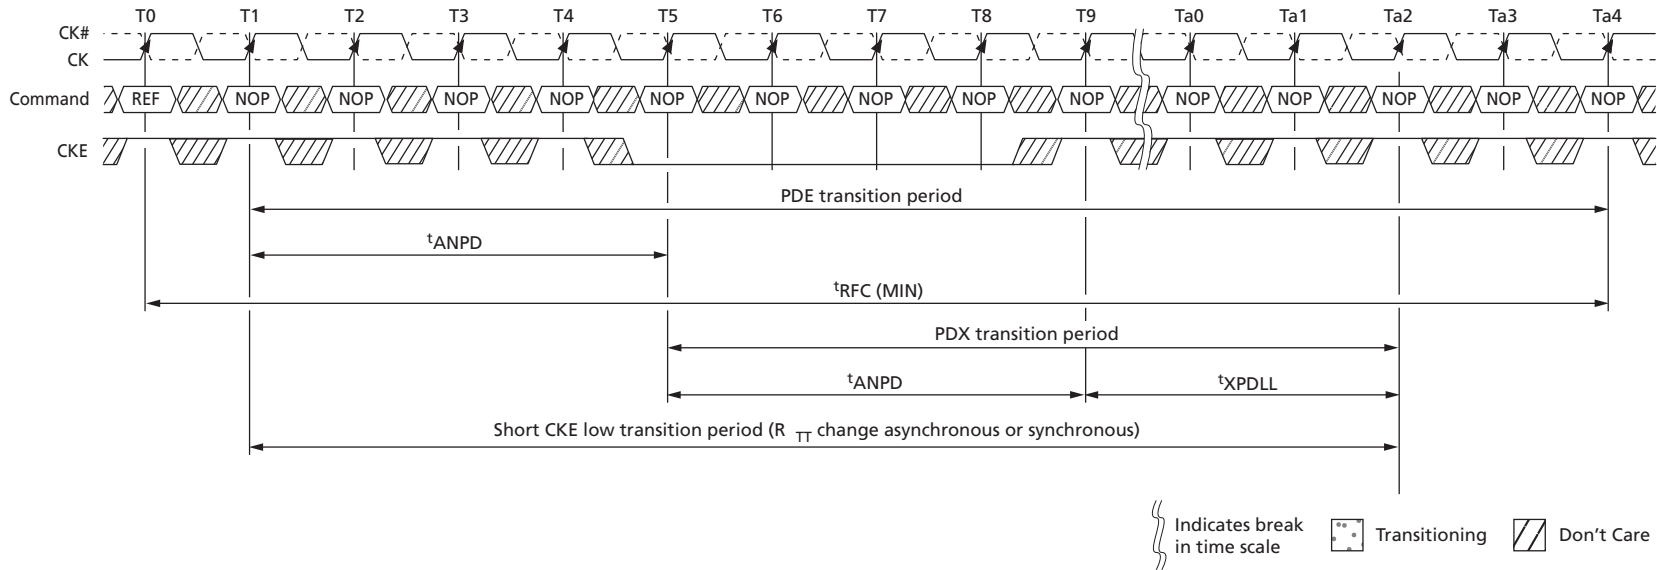 T0 T1 T2 T3 T4 T5 T6 T7 T8 T9 Ta0 Ta1 Ta2 Ta3 Ta4
CK#
CK
Command REF NOP NOP NOP NOP NOP NOP NOP NOP NOP NOP NOP NOP NOP NOP
CKE
PDE transition period
tANPD
tRFC (MIN)
PDX transition period
tANPD tXPDLL
Short CKE low transition period (R TT change asynchronous or synchronous)
Indicates break
in time scale
Transitioning
Don't Care